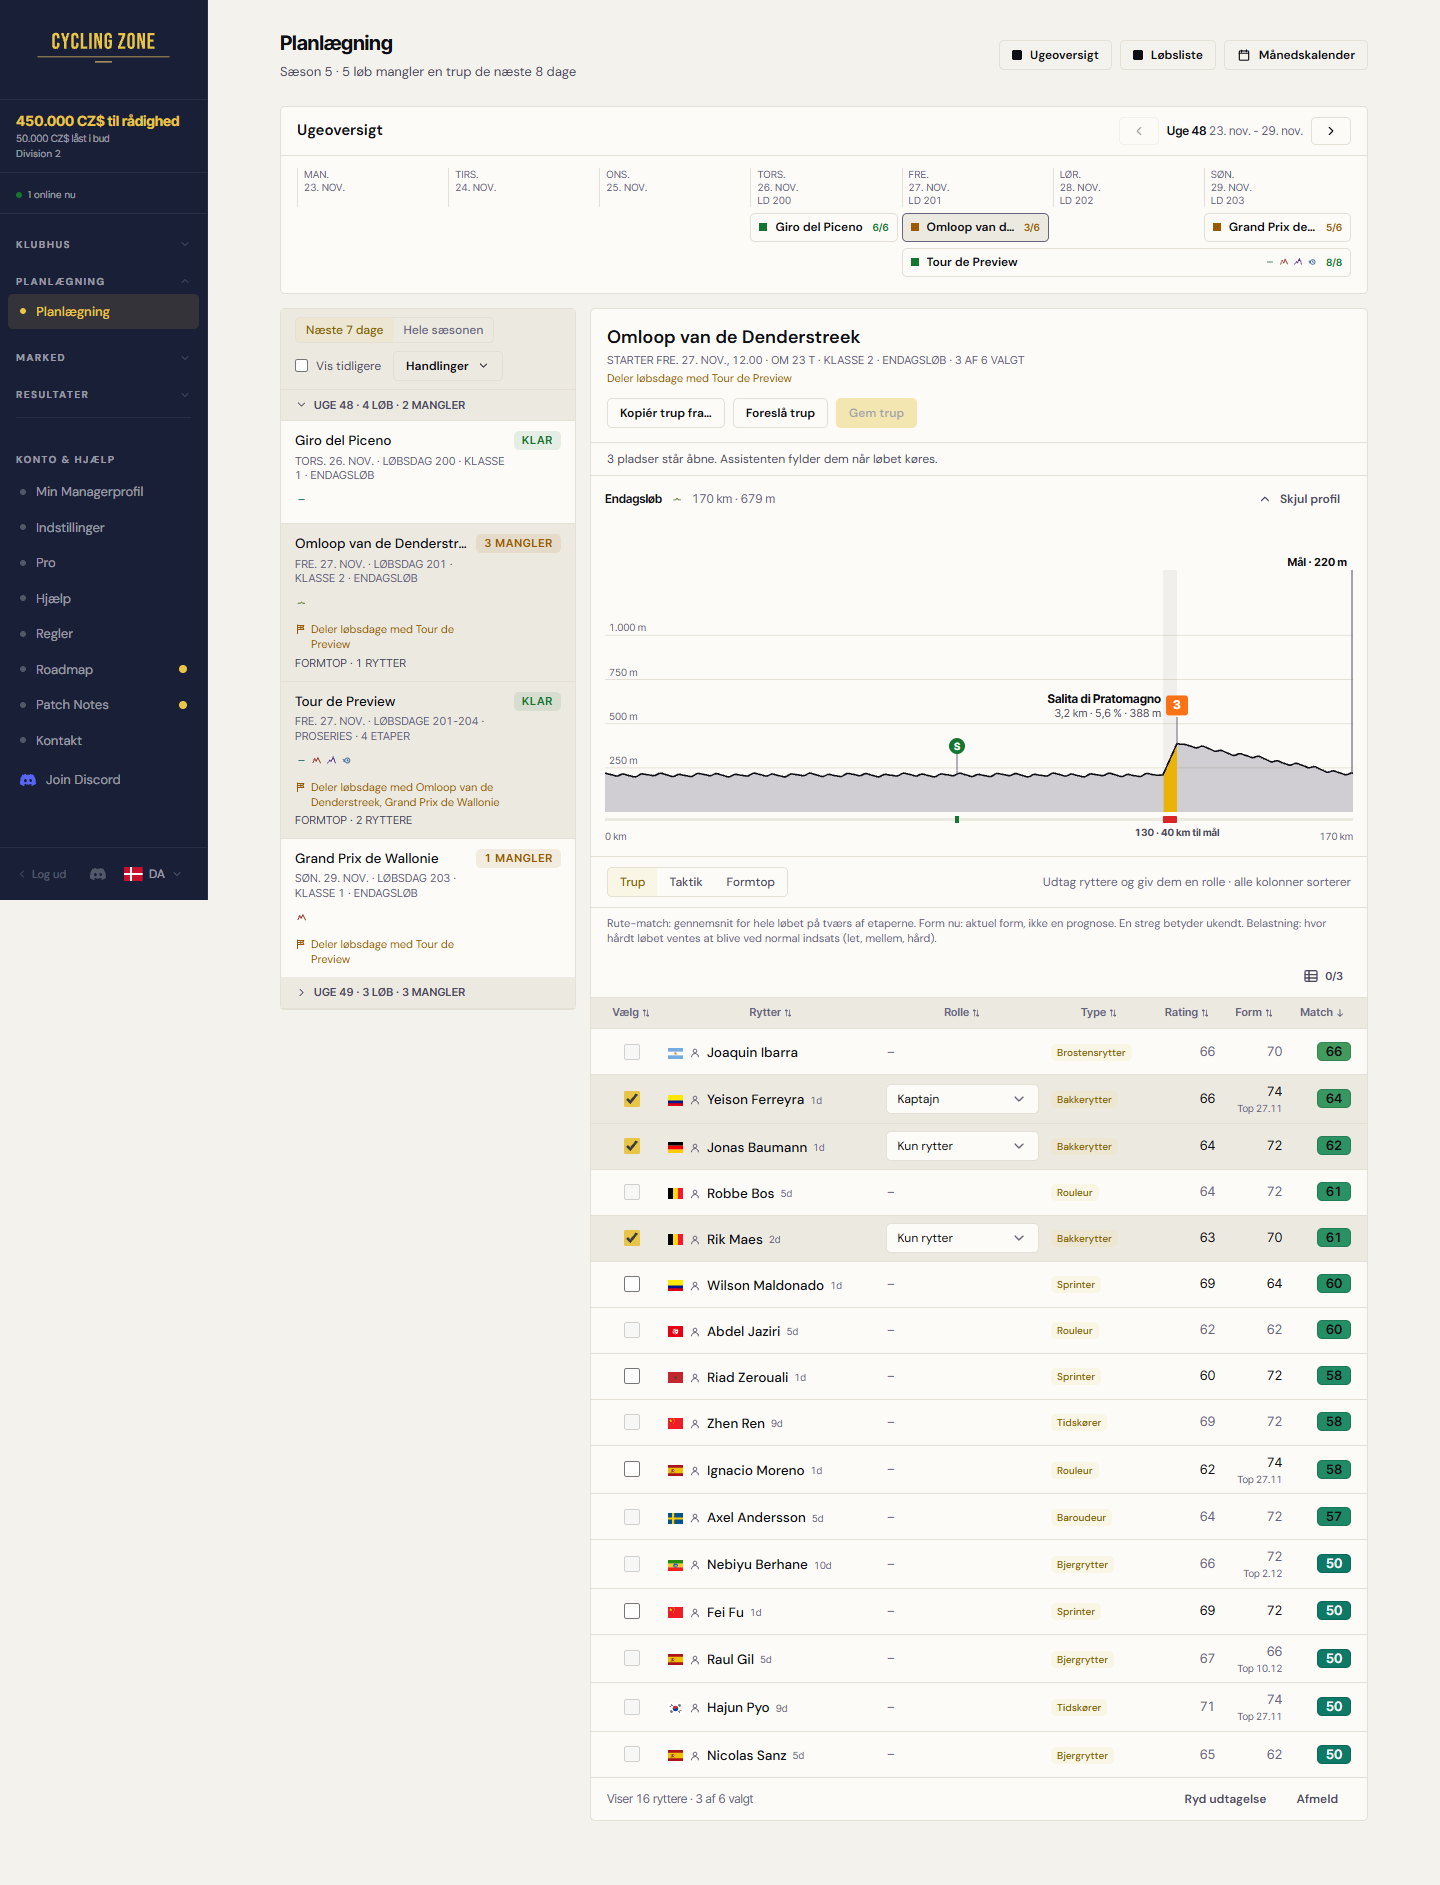 CYCLING ZONE
450.000 CZ$ til rådighed
50.000 CZ$ låst i bud
Division 2
1 online nu
KLUBHUS
PLANLÆGNING
Planlægning
MARKED
RESULTATER
KONTO & HJÆLP
Min Managerprofil
Indstillinger
Pro
Hjælp
Regler
Roadmap
Patch Notes
Kontakt
Join Discord
Log ud
DA
Planlægning
Sæson 5 · 5 løb mangler en trup de næste 8 dage
Ugeoversigt
Løbsliste
Månedskalender
Ugeoversigt
Uge 48 23. nov. - 29. nov.
MAN.
23. NOV.
TIRS.
24. NOV.
ONS.
25. NOV.
TORS.
26. NOV.
LD 200
FRE.
27. NOV.
LD 201
LØR.
28. NOV.
LD 202
SØN.
29. NOV.
LD 203
Giro del Piceno 6/6
Omloop van d... 3/6
Grand Prix de... 5/6
Tour de Preview 8/8
Næste 7 dage
Hele sæsonen
Vis tidligere
Handlinger
UGE 48 · 4 LØB · 2 MANGLER
Giro del Piceno
KLAR
TORS. 26. NOV. · LØBSDAG 200 · KLASSE
1 · ENDAGSLØB
Omloop van de Denderstr...
3 MANGLER
FRE. 27. NOV. · LØBSDAG 201 ·
KLASSE 2 · ENDAGSLØB
Deler løbsdage med Tour de
Preview
FORMTOP · 1 RYTTER
Tour de Preview
KLAR
FRE. 27. NOV. · LØBSDAGE 201-204 ·
PROSERIES · 4 ETAPER
Deler løbsdage med Omloop van de
Denderstreek, Grand Prix de Wallonie
FORMTOP · 2 RYTTERE
Grand Prix de Wallonie
1 MANGLER
SØN. 29. NOV. · LØBSDAG 203 ·
KLASSE 1 · ENDAGSLØB
Deler løbsdage med Tour de
Preview
UGE 49 · 3 LØB · 3 MANGLER
Omloop van de Denderstreek
STARTER FRE. 27. NOV., 12.00 · OM 23 T · KLASSE 2 · ENDAGSLØB · 3 AF 6 VALGT
Deler løbsdage med Tour de Preview
Kopiér trup fra...
Foreslå trup
Gem trup
3 pladser står åbne. Assistenten fylder dem når løbet køres.
Endagsløb 170 km · 679 m
Skjul profil
Mål · 220 m
1.000 m
750 m
500 m
250 m
Salita di Pratomagno
3,2 km · 5,6 % · 388 m
3
S
0 km
130 · 40 km til mål
170 km
Trup
Taktik
Formtop
Udtag ryttere og giv dem en rolle · alle kolonner sorterer
Rute-match: gennemsnit for hele løbet på tværs af etaperne. Form nu: aktuel form, ikke en prognose. En streg betyder ukendt. Belastning: hvor
hårdt løbet ventes at blive ved normal indsats (let, mellem, hård).
0/3
Vælg Rytter Rolle Type Rating Form Match
Joaquin Ibarra – Brostensrytter 66 70 66
Yeison Ferreyra 1d Kaptajn Bakkerytter 66 74 64
Top 27.11
Jonas Baumann 1d Kun rytter Bakkerytter 64 72 62
Robbe Bos 5d – Rouleur 64 72 61
Rik Maes 2d Kun rytter Bakkerytter 63 70 61
Wilson Maldonado 1d – Sprinter 69 64 60
Abdel Jaziri 5d – Rouleur 62 62 60
Riad Zerouali 1d – Sprinter 60 72 58
Zhen Ren 9d – Tidskører 69 72 58
Ignacio Moreno 1d – Rouleur 62 74 58
Top 27.11
Axel Andersson 5d – Baroudeur 64 72 57
Nebiyu Berhane 10d – Bjergrytter 66 72 50
Top 2.12
Fei Fu 1d – Sprinter 69 72 50
Raul Gil 5d – Bjergrytter 67 66 50
Top 10.12
Hajun Pyo 9d – Tidskører 71 74 50
Top 27.11
Nicolas Sanz 5d – Bjergrytter 65 62 50
Viser 16 ryttere · 3 af 6 valgt
Ryd udtagelse
Afmeld